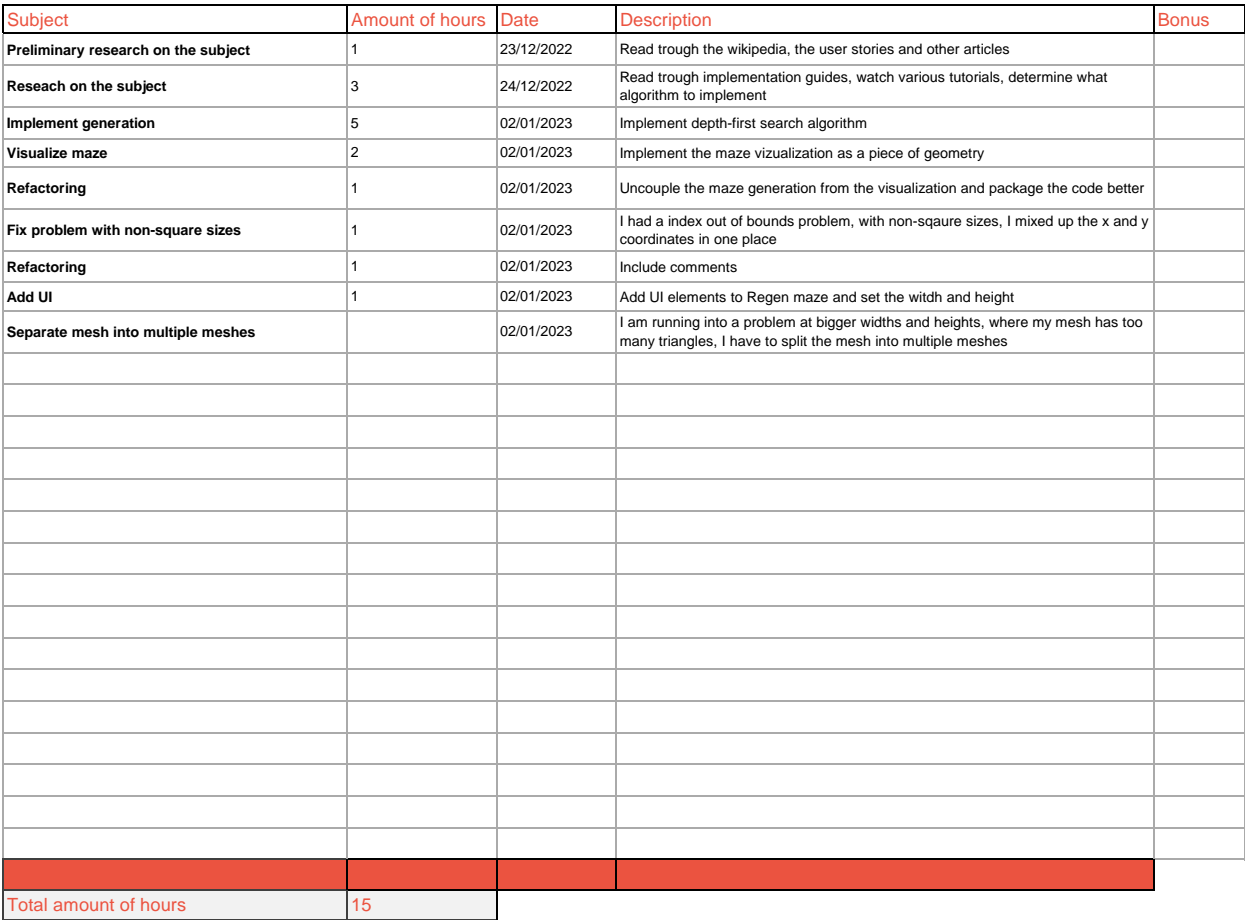 Subject Amount of hours Date Description Bonus
Preliminary research on the subject 1 23/12/2022 Read trough the wikipedia, the user stories and other articles
Reseach on the subject 3 24/12/2022 Read trough implementation guides, watch various tutorials, determine what
algorithm to implement
Implement generation 5 02/01/2023 Implement depth-first search algorithm
Visualize maze 2 02/01/2023 Implement the maze vizualization as a piece of geometry
Refactoring 1 02/01/2023 Uncouple the maze generation from the visualization and package the code better
Fix problem with non-square sizes 1 02/01/2023 I had a index out of bounds problem, with non-sqaure sizes, I mixed up the x and y
coordinates in one place
Refactoring 1 02/01/2023 Include comments
Add UI 1 02/01/2023 Add UI elements to Regen maze and set the witdh and height
Separate mesh into multiple meshes 02/01/2023 I am running into a problem at bigger widths and heights, where my mesh has too
many triangles, I have to split the mesh into multiple meshes
Total amount of hours 15